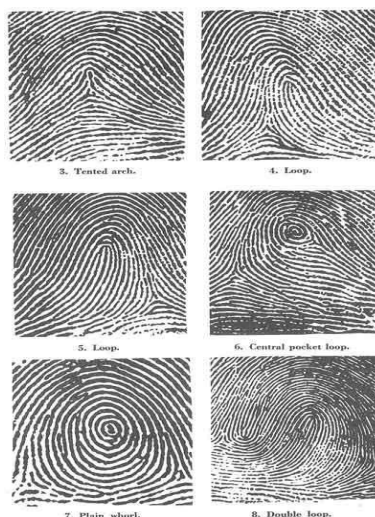 3. Tented arch.
4. Loop.
5. Loop.
6. Central pocket loop.
7. Plain whorl.
8. Double loop.